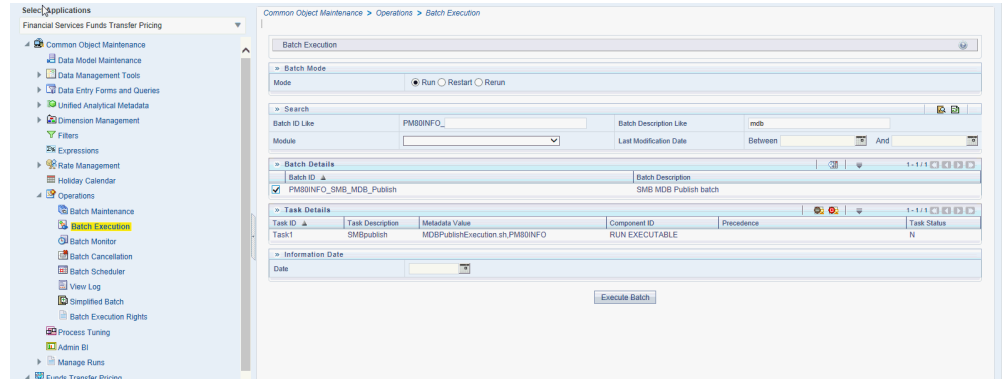 Select Applications
Financial Services Funds Transfer Pricing
Common Object Maintenance
Data Model Maintenance
Data Management Tools
Data Entry Forms and Queries
Unified Analytical Metadata
Dimension Management
Filters
Expressions
Rate Management
Holiday Calendar
Operations
Batch Maintenance
Batch Execution
Batch Monitor
Batch Cancellation
Batch Scheduler
View Log
Simplified Batch
Batch Execution Rights
Process Tuning
Admin BI
Manage Runs
Funds Transfer Pricing
Common Object Maintenance > Operations > Batch Execution
Batch Execution
» Batch Mode
Mode Run Restart Rerun
» Search
Batch ID Like PM80INFO_ Batch Description Like mdb
Module Last Modification Date Between And
» Batch Details 1 - 1 / 1
Batch ID Batch Description
PM80INFO_SMB_MDB_Publish SMB MDB Publish batch
» Task Details 1 - 1 / 1
Task ID Task Description Metadata Value Component ID Precedence Task Status
Task1 SMBpublish MDBPublishExecution.sh,PM80INFO RUN EXECUTABLE N
» Information Date
Date
Execute Batch